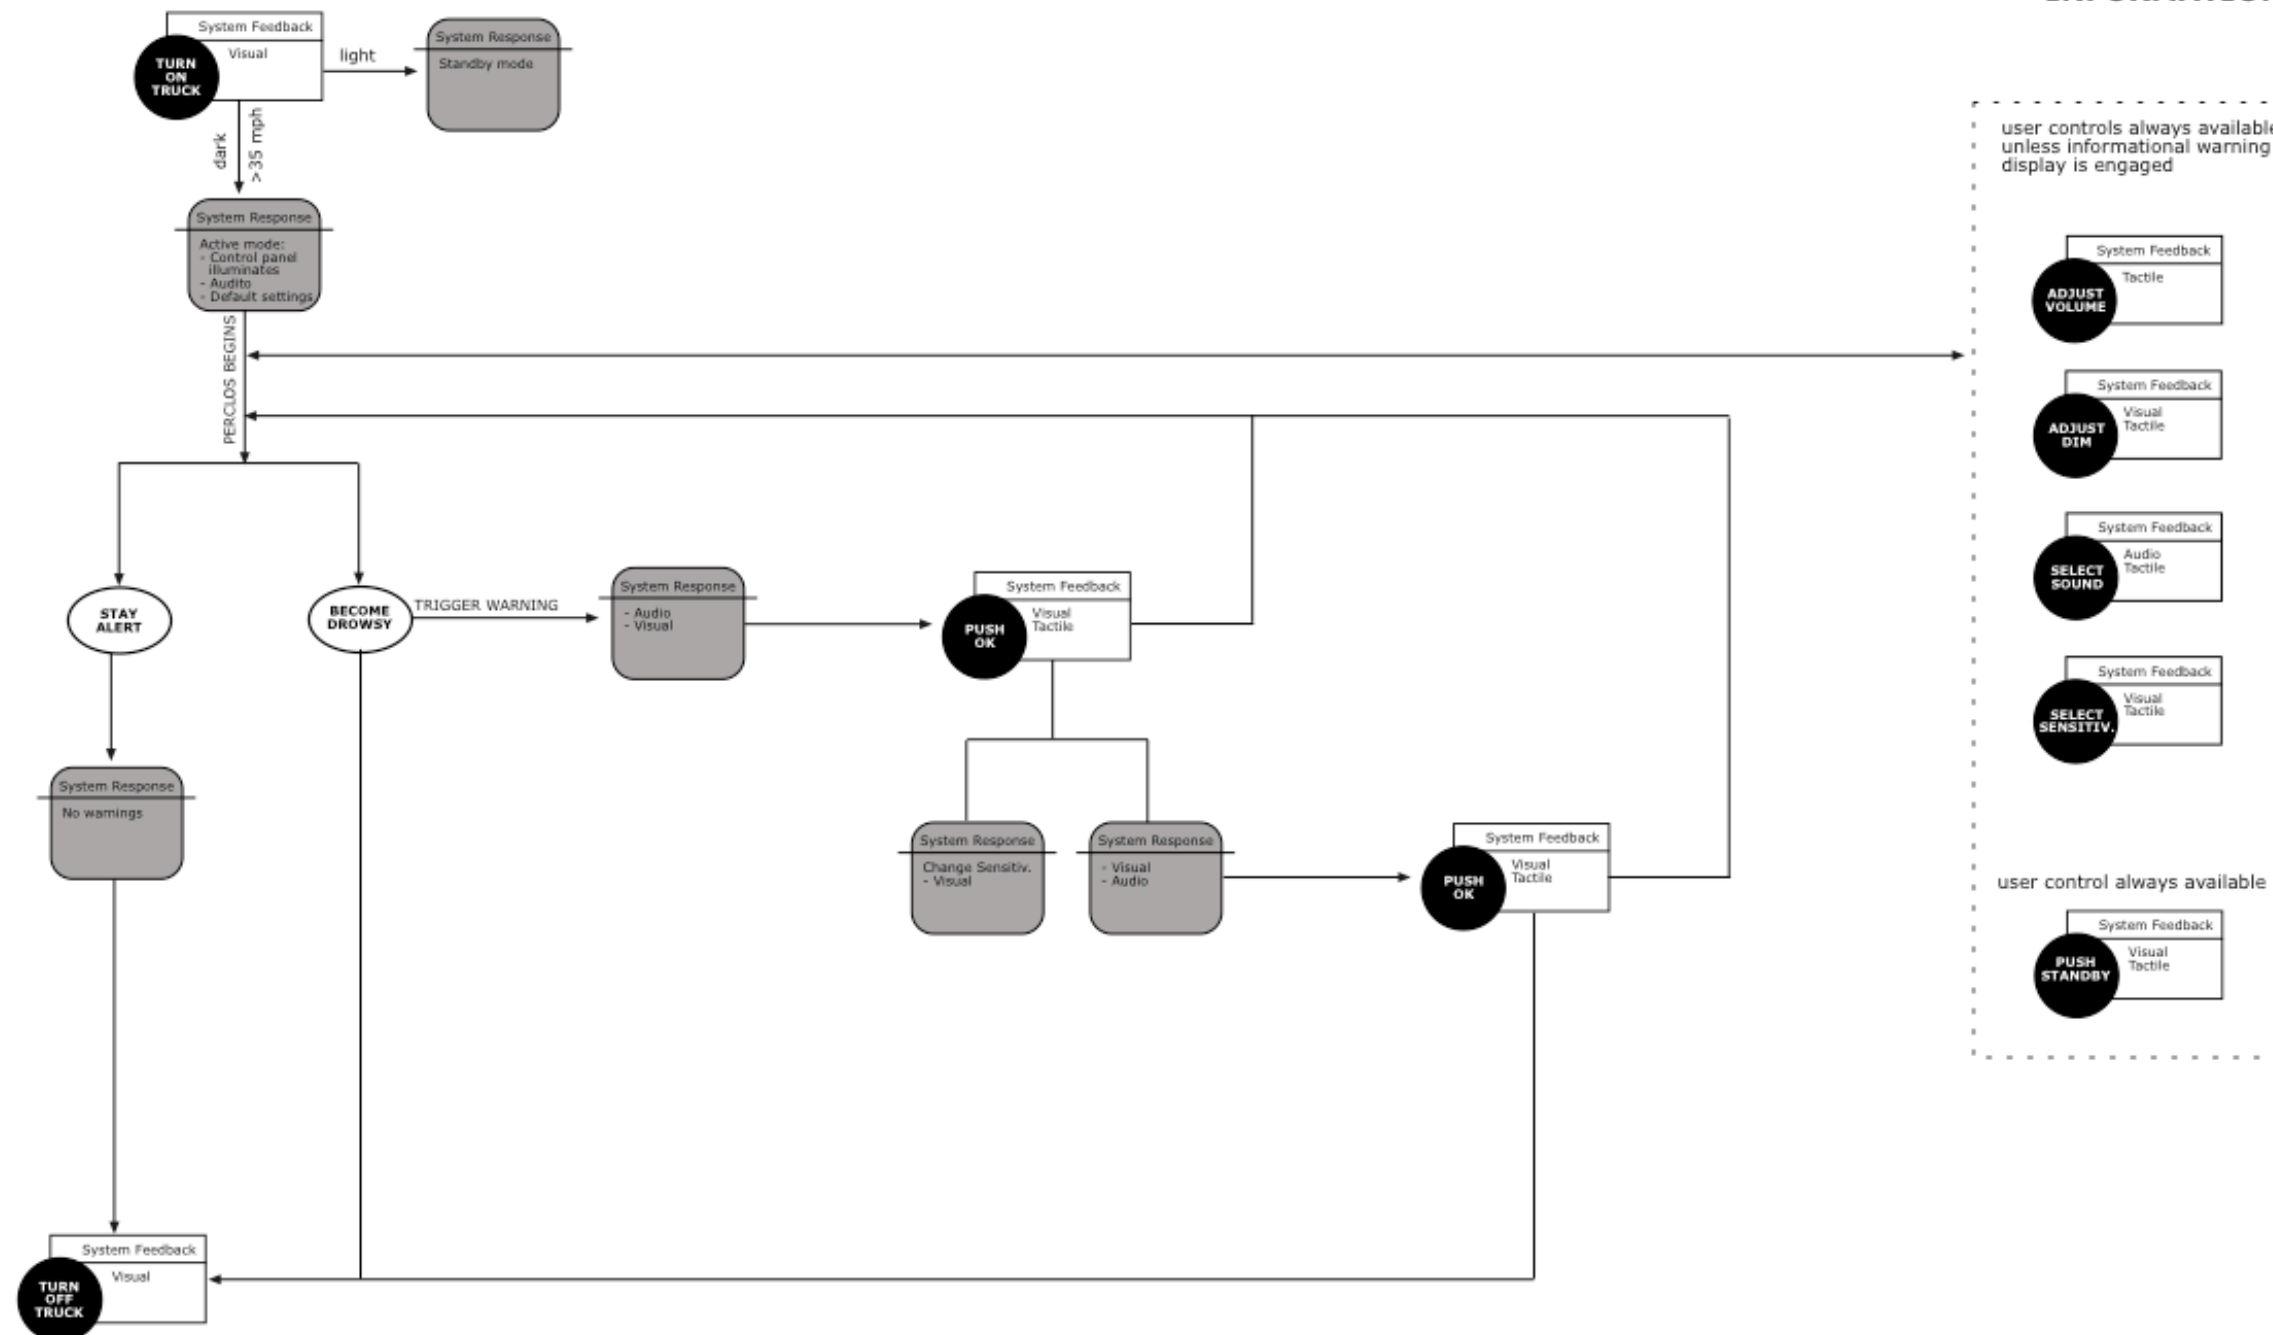 System Feedback
Visual
TURN
ON
TRUCK
light
System Response
Standby mode
dark
>35 mph
System Response
Active mode:
- Control panel
illuminates
- Audito
- Default settings
PERCLOS BEGINS
STAY
ALERT
BECOME
DROWSY
TRIGGER WARNING
System Response
- Audio
- Visual
System Feedback
Visual
Tactile
PUSH
OK
System Response
No warnings
System Response
Change Sensitiv.
- Visual
System Response
- Visual
- Audio
System Feedback
Visual
Tactile
PUSH
OK
System Feedback
Visual
TURN
OFF
TRUCK
user controls always available
unless informational warning
display is engaged
System Feedback
Tactile
ADJUST
VOLUME
System Feedback
Visual
Tactile
ADJUST
DIM
System Feedback
Audio
Tactile
SELECT
SOUND
System Feedback
Visual
Tactile
SELECT
SENSITIV.
user control always available
System Feedback
Visual
Tactile
PUSH
STANDBY